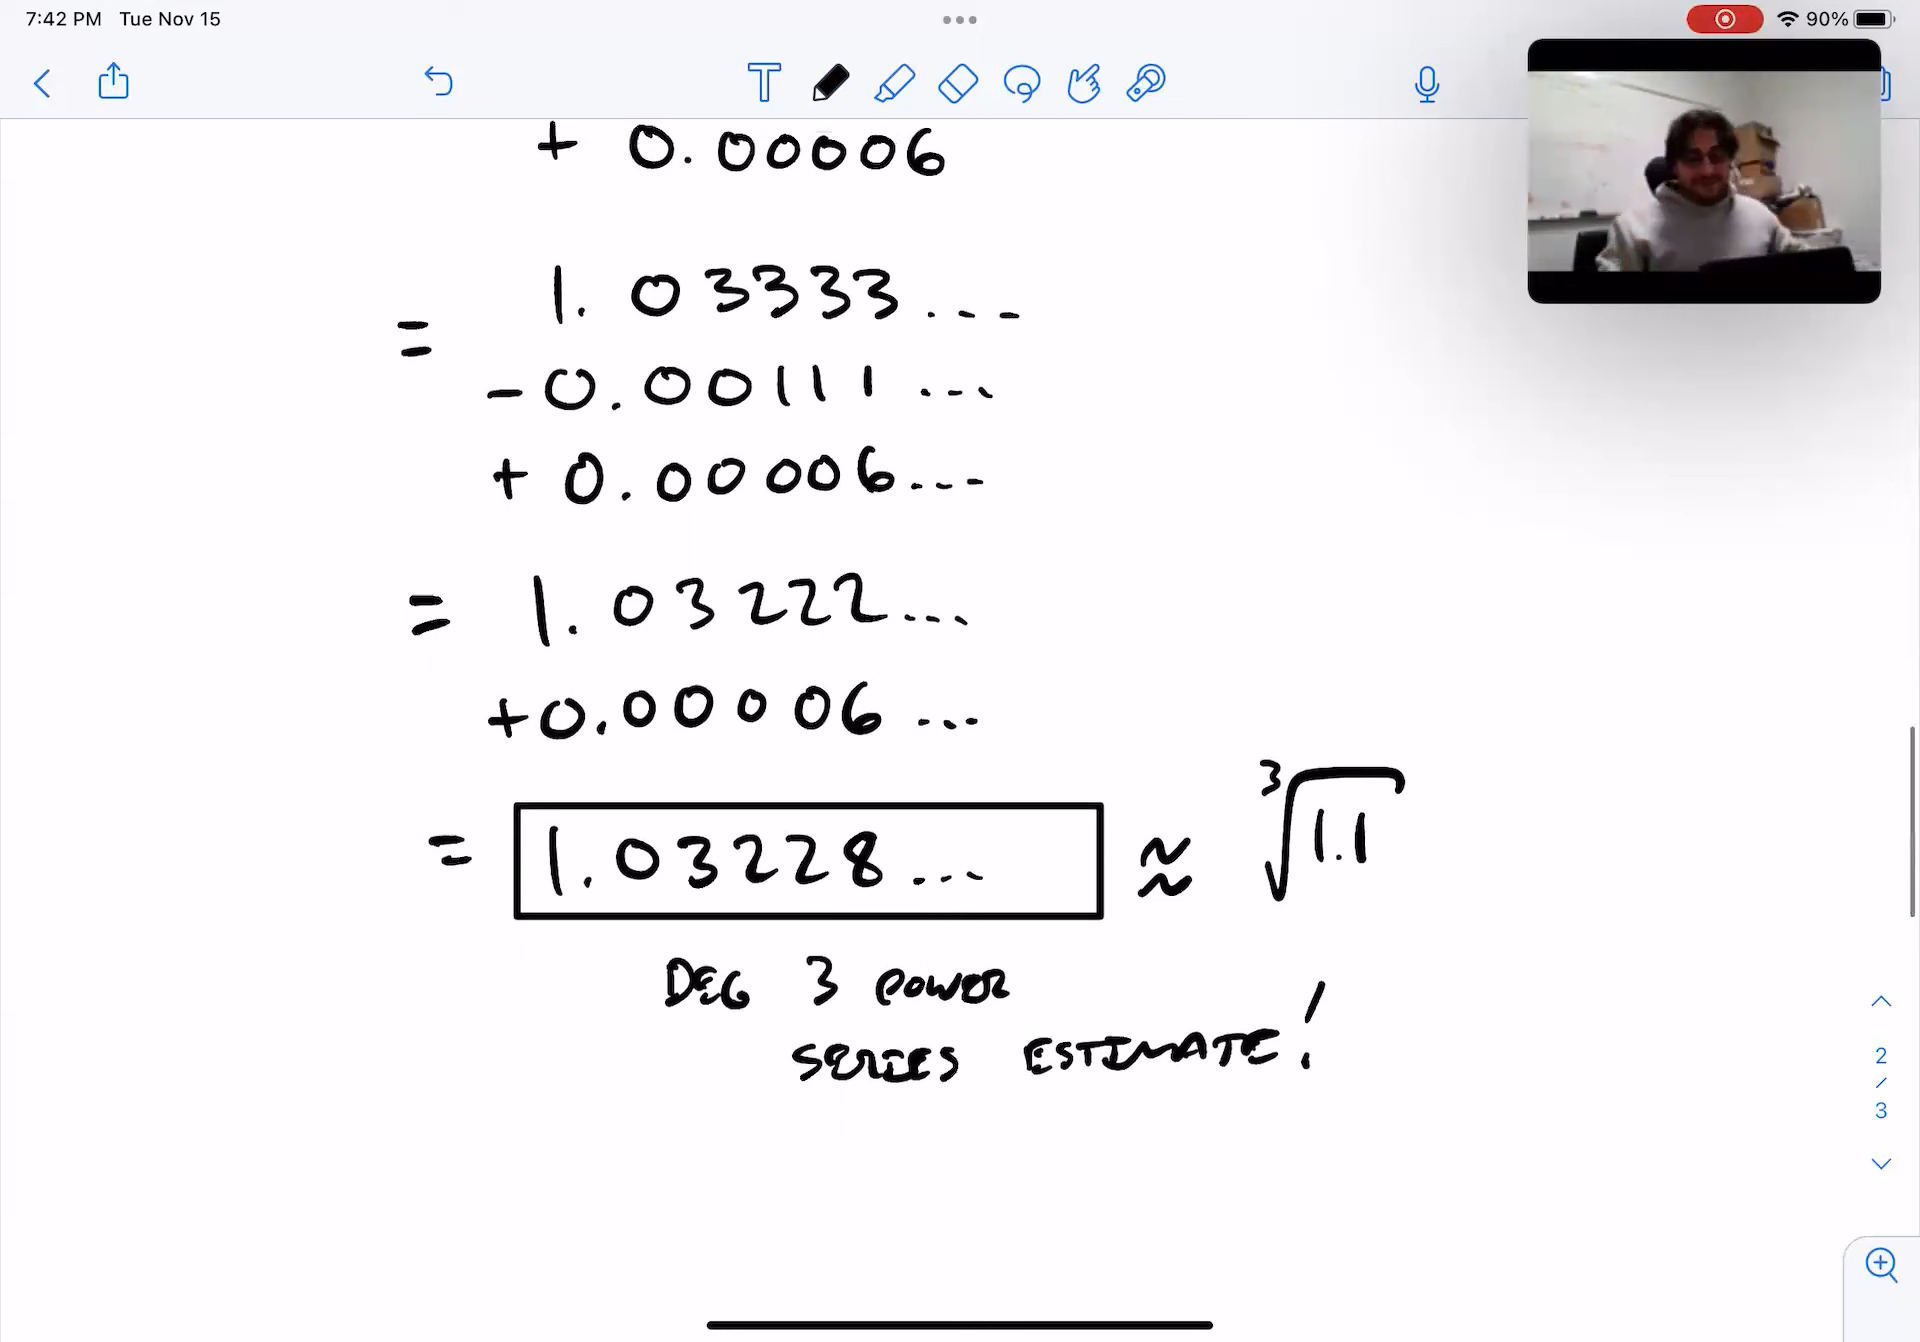 7:42 PM Tue Nov 15
90%
+ 0.00006
= 1.03333...
- 0.00111...
+ 0.00006...
= 1.03222...
+0.00006...
= 1.03228... ≈ ∛1.1
DEG 3 POWER
SERIES ESTIMATE!
2
/
3